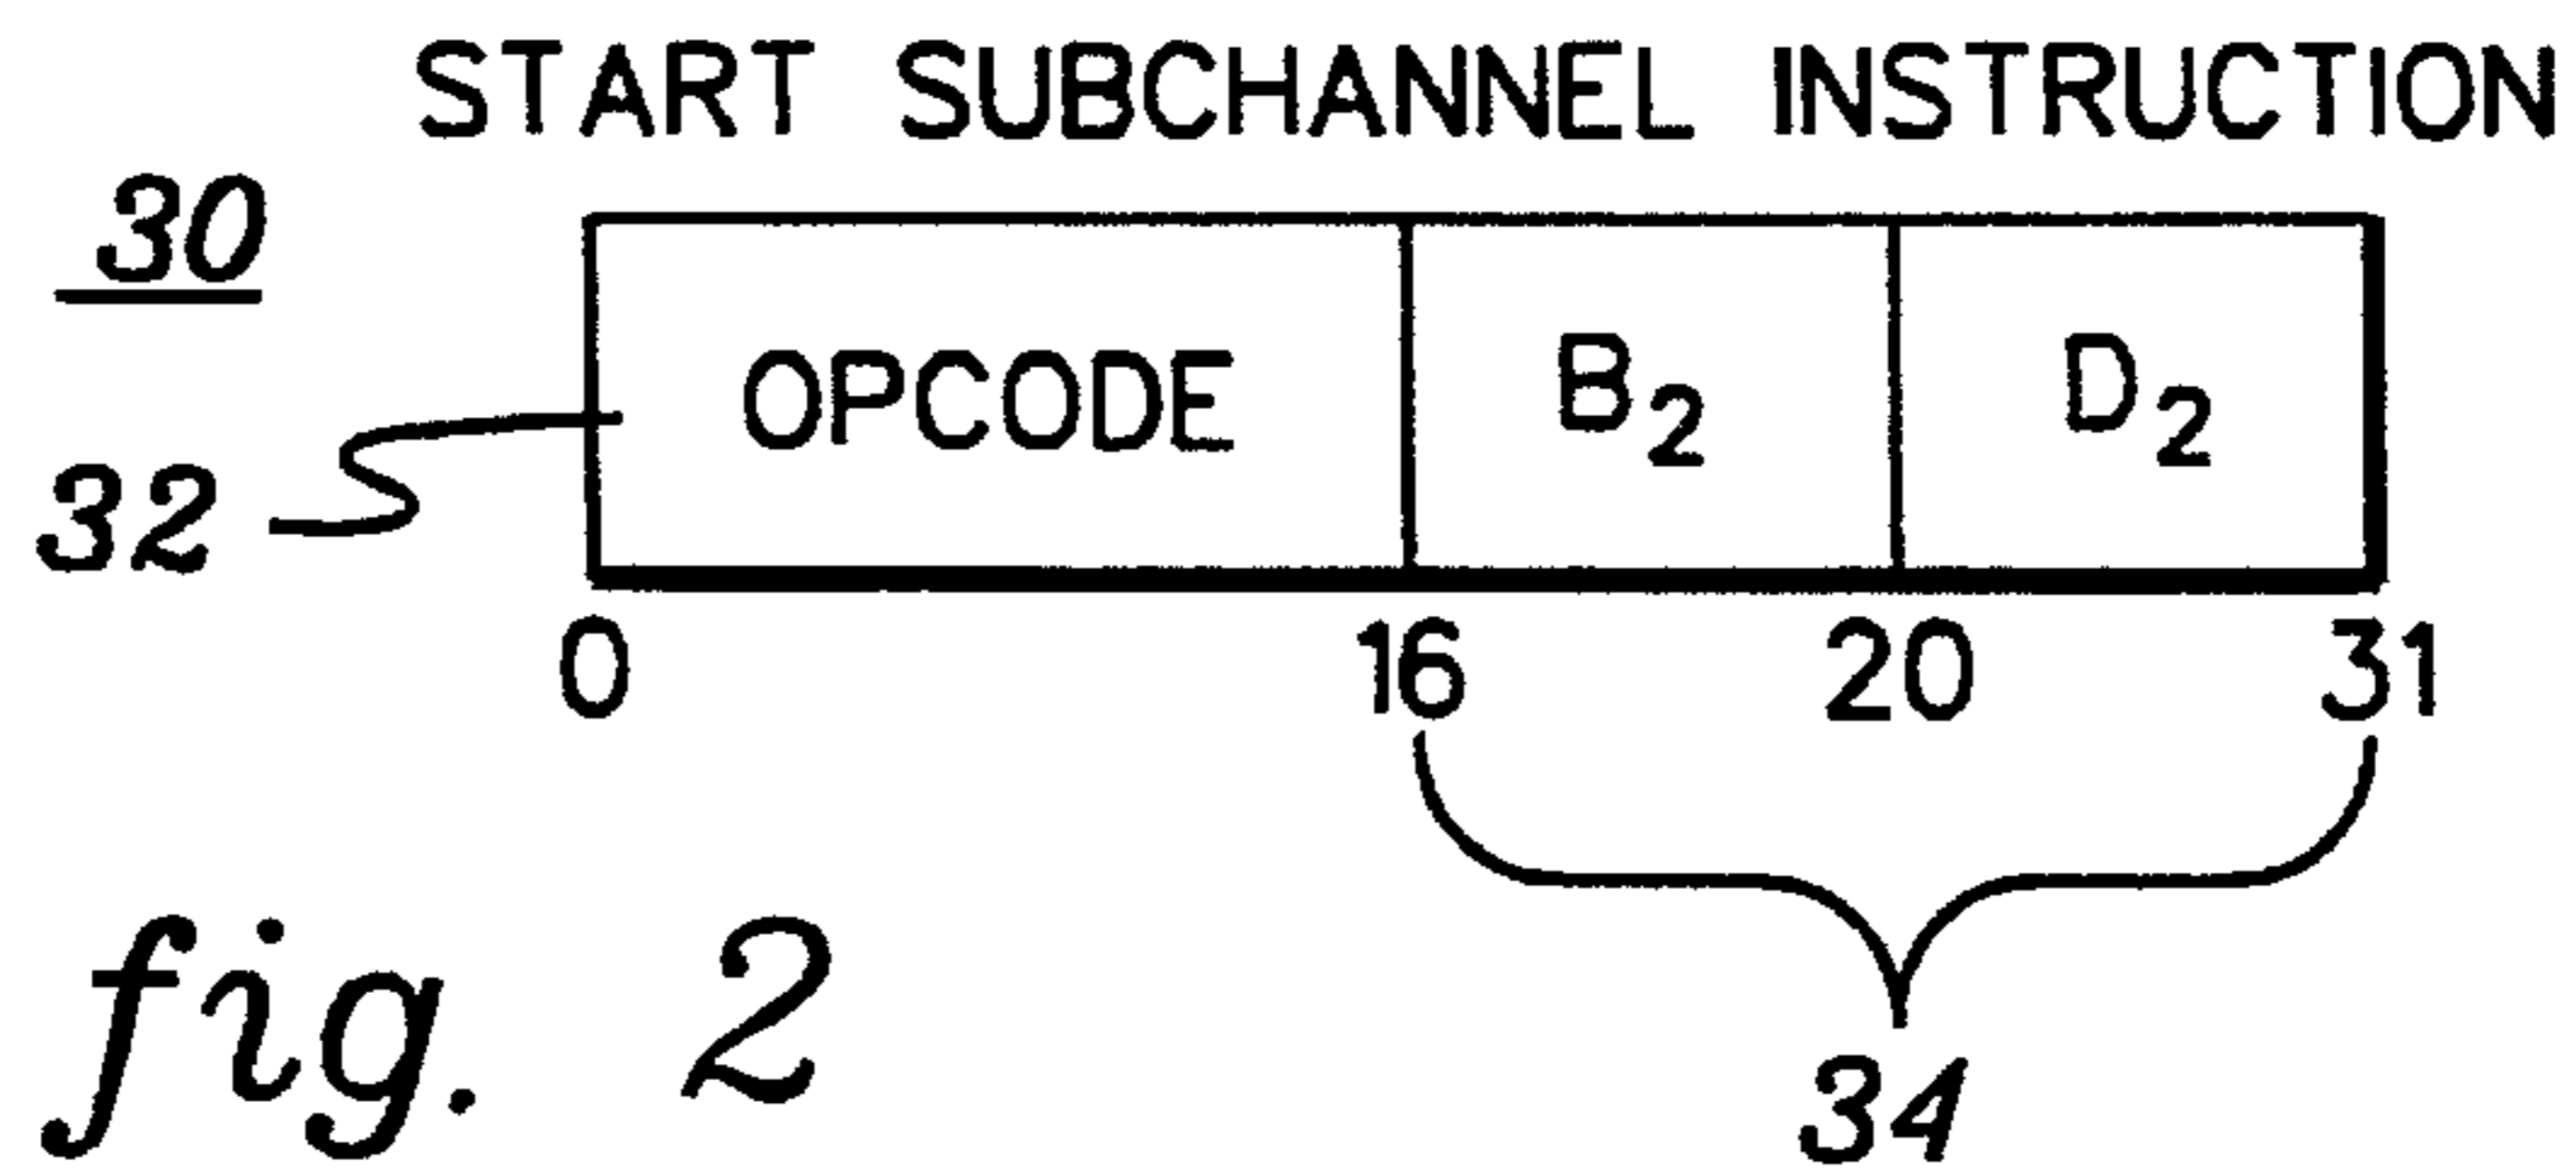 START SUBCHANNEL INSTRUCTION
30
OPCODE B₂ D₂
32
0 16 20 31
34
fig. 2